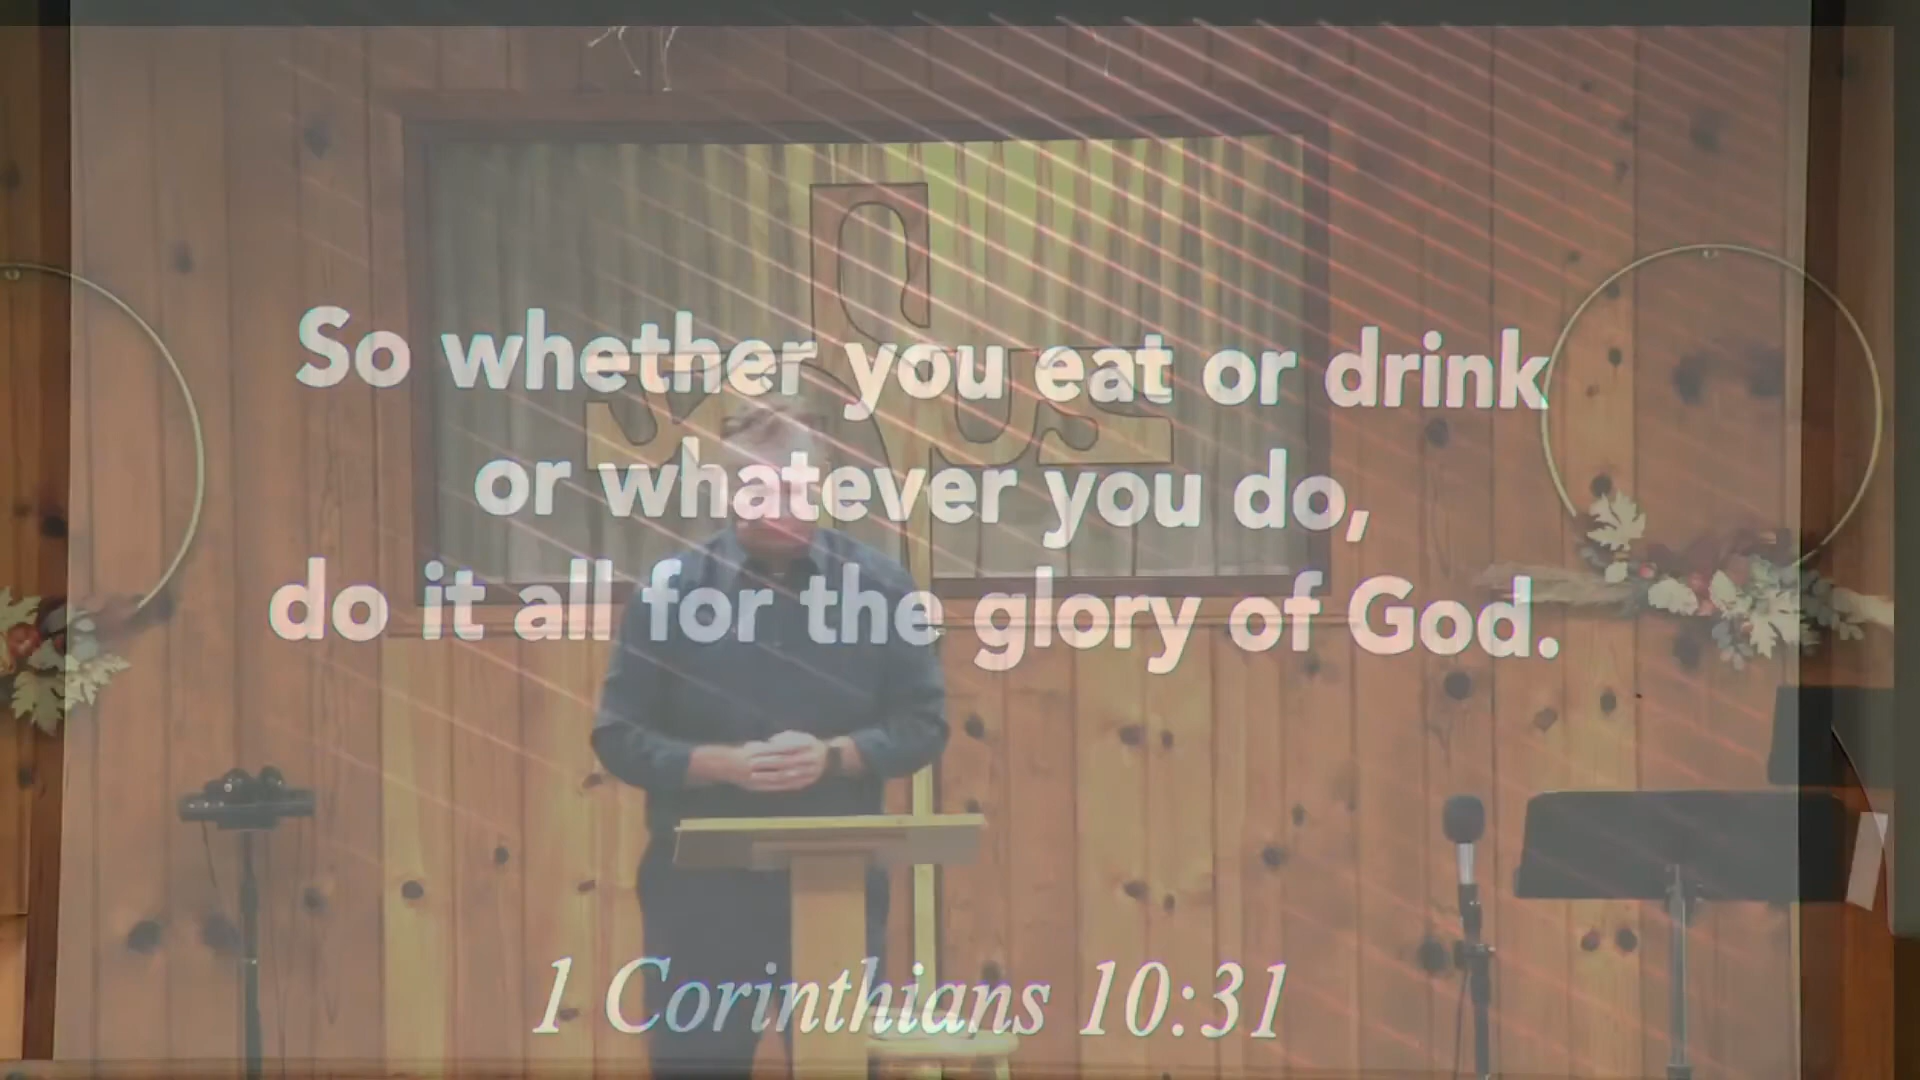 Jesus
So whether you eat or drink
or whatever you do,
do it all for the glory of God.
1 Corinthians 10:31